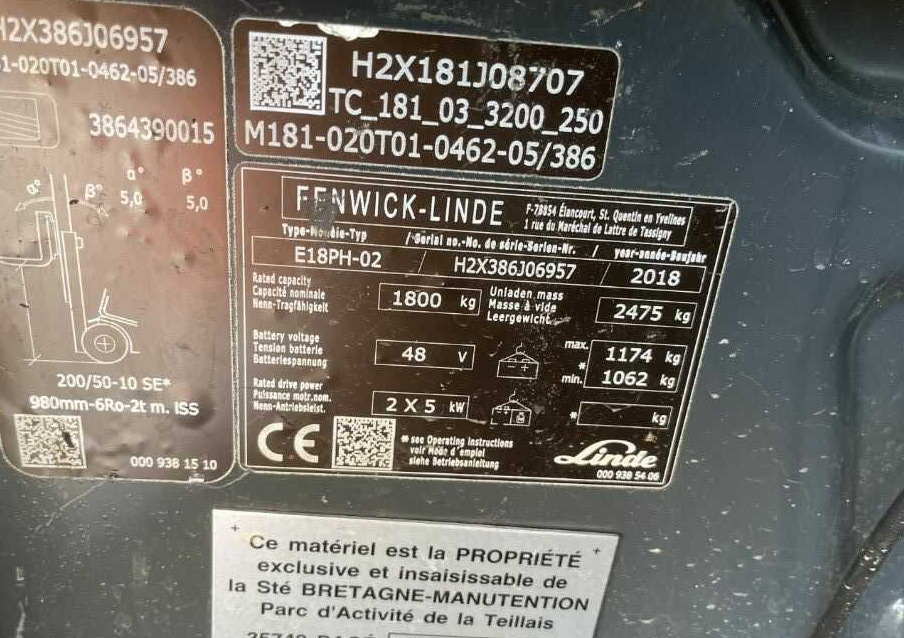 H2X386J06957
81-020T01-0462-05/386
3864390015
α° β°
α° β° 5,0 5,0
200/50-10 SE*
980mm-6Ro-2t m. ISS
000 938 15 10
H2X181J08707
TC_181_03_3200_250
M181-020T01-0462-05/386
FENWICK-LINDE
F-78854 Élancourt, St. Quentin en Yvelines
1 rue du Maréchal de Lattre de Tassigny
Type-Modèle-Typ / Serial no.-No. de série-Serien-Nr. / year-année-Baujahr
E18PH-02 / H2X386J06957 / 2018
Rated capacity
Capacité nominale
Nenn-Tragfähigkeit
1800 kg
Unladen mass
Masse à vide
Leergewicht
2475 kg
Battery voltage
Tension batterie
Batteriespannung
48 V
max. 1174 kg
*
min. 1062 kg
Rated drive power
Puissance motr.nom.
Nenn-Antriebsleist.
2 X 5 kW
* kg
CE
* see Operating instructions
voir Mode d'emploi
siehe Betriebsanleitung
Linde
000 938 54 06
Ce matériel est la PROPRIÉTÉ
exclusive et insaisissable de
la Sté BRETAGNE-MANUTENTION
Parc d'Activité de la Teillais